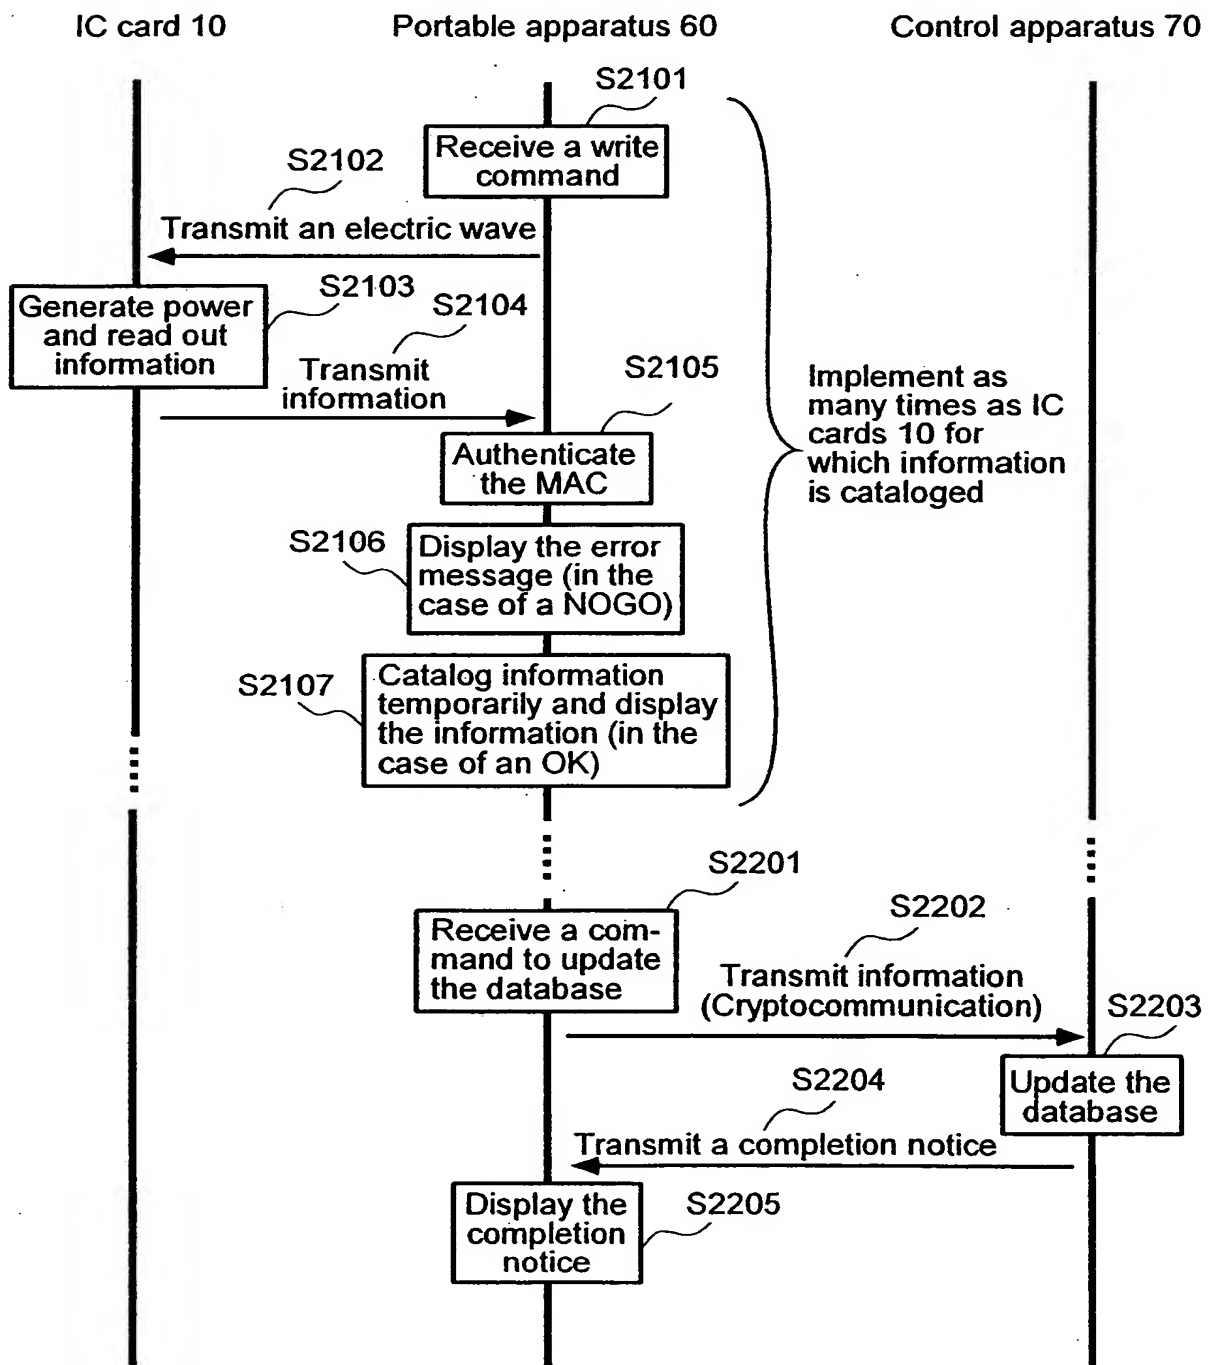 IC card 10
Portable apparatus 60
Control apparatus 70
S2101
Receive a write
command
S2102
Transmit an electric wave
S2103
Generate power
and read out
information
S2104
Transmit
information
S2105
Authenticate
the MAC
Implement as
many times as IC
cards 10 for
which information
is cataloged
S2106
Display the error
message (in the
case of a NOGO)
S2107
Catalog information
temporarily and display
the information (in the
case of an OK)
S2201
Receive a com-
mand to update
the database
S2202
Transmit information
(Cryptocommunication)
S2203
Update the
database
S2204
Transmit a completion notice
Display the
completion
notice
S2205